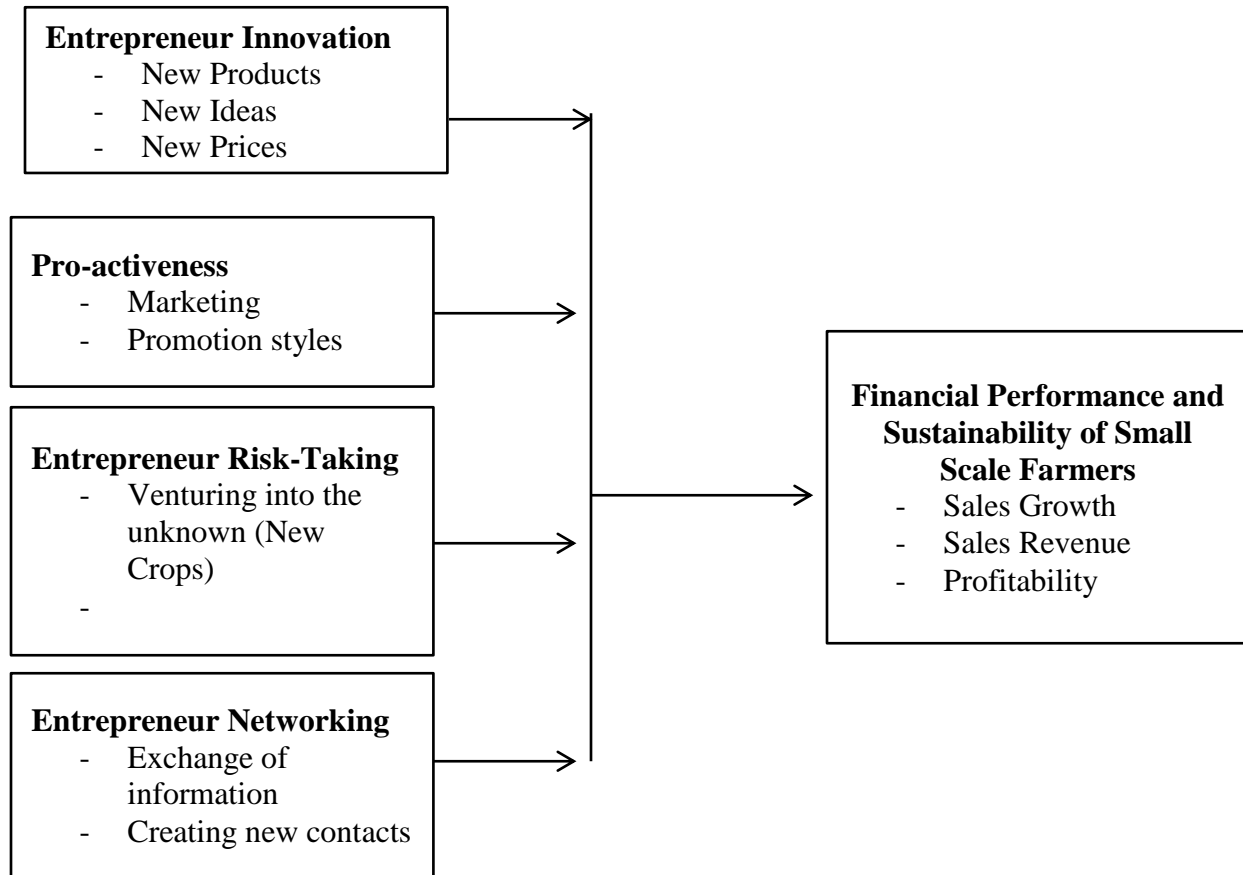 Entrepreneur Innovation
- New Products
- New Ideas
- New Prices
Pro-activeness
- Marketing
- Promotion styles
Entrepreneur Risk-Taking
- Venturing into the
unknown (New
Crops)
-
Entrepreneur Networking
- Exchange of
information
- Creating new contacts
Financial Performance and
Sustainability of Small
Scale Farmers
- Sales Growth
- Sales Revenue
- Profitability